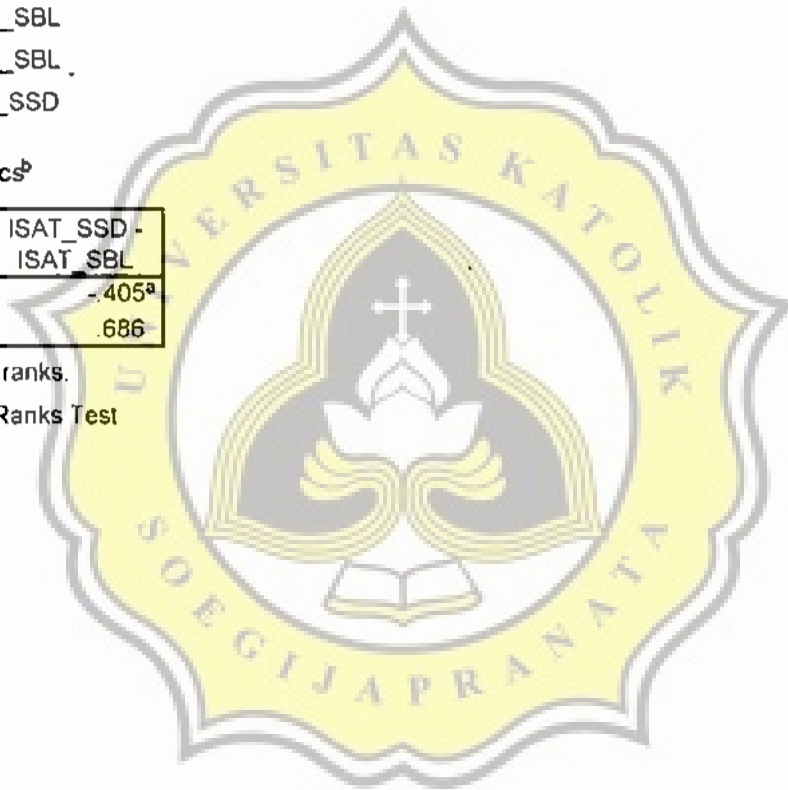 _SBL
_SBL
_SSD
cs^b
ISAT_SSD -
ISAT_SBL
-.405^a
.686
ranks.
Ranks Test
UNIVERSITAS KATOLIK
SOEGIJAPRANATA